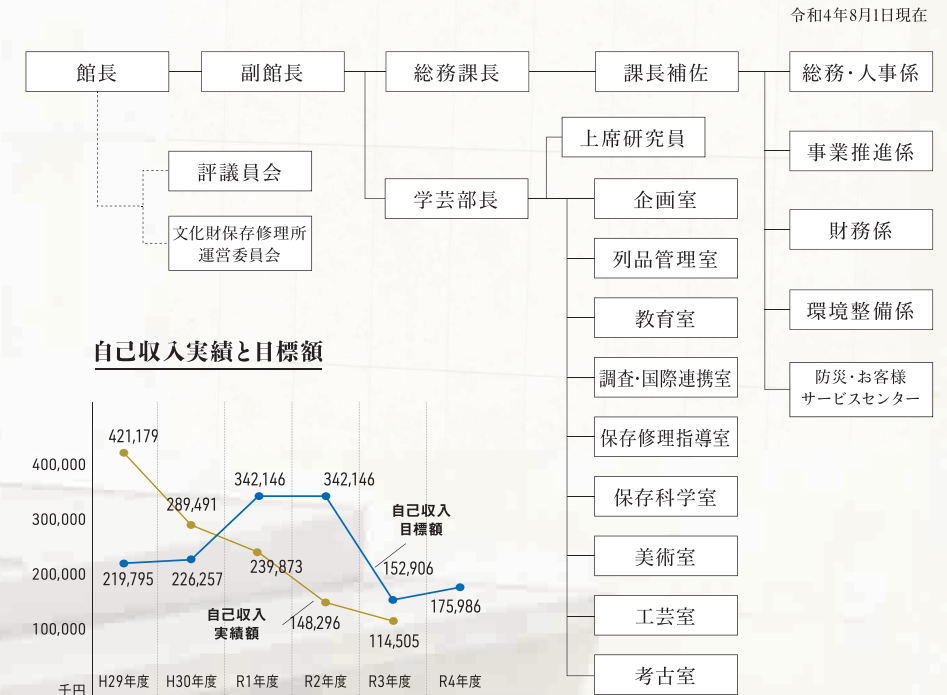 令和4年8月1日現在
館長
副館長
総務課長
課長補佐
総務・人事係
上席研究員
事業推進係
評議員会
学芸部長
企画室
財務係
文化財保存修理所
運営委員会
列品管理室
教育室
環境整備係
調査・国際連携室
防災・お客様
サービスセンター
保存修理指導室
保存科学室
美術室
工芸室
考古室
自己収入実績と目標額
421,179
400,000
289,491
342,146
342,146
300,000
自己収入
目標額
219,795
226,257
239,873
152,906
200,000
175,986
自己収入
実績額
148,296
114,505
100,000
千円
H29年度
H30年度
R1年度
R2年度
R3年度
R4年度